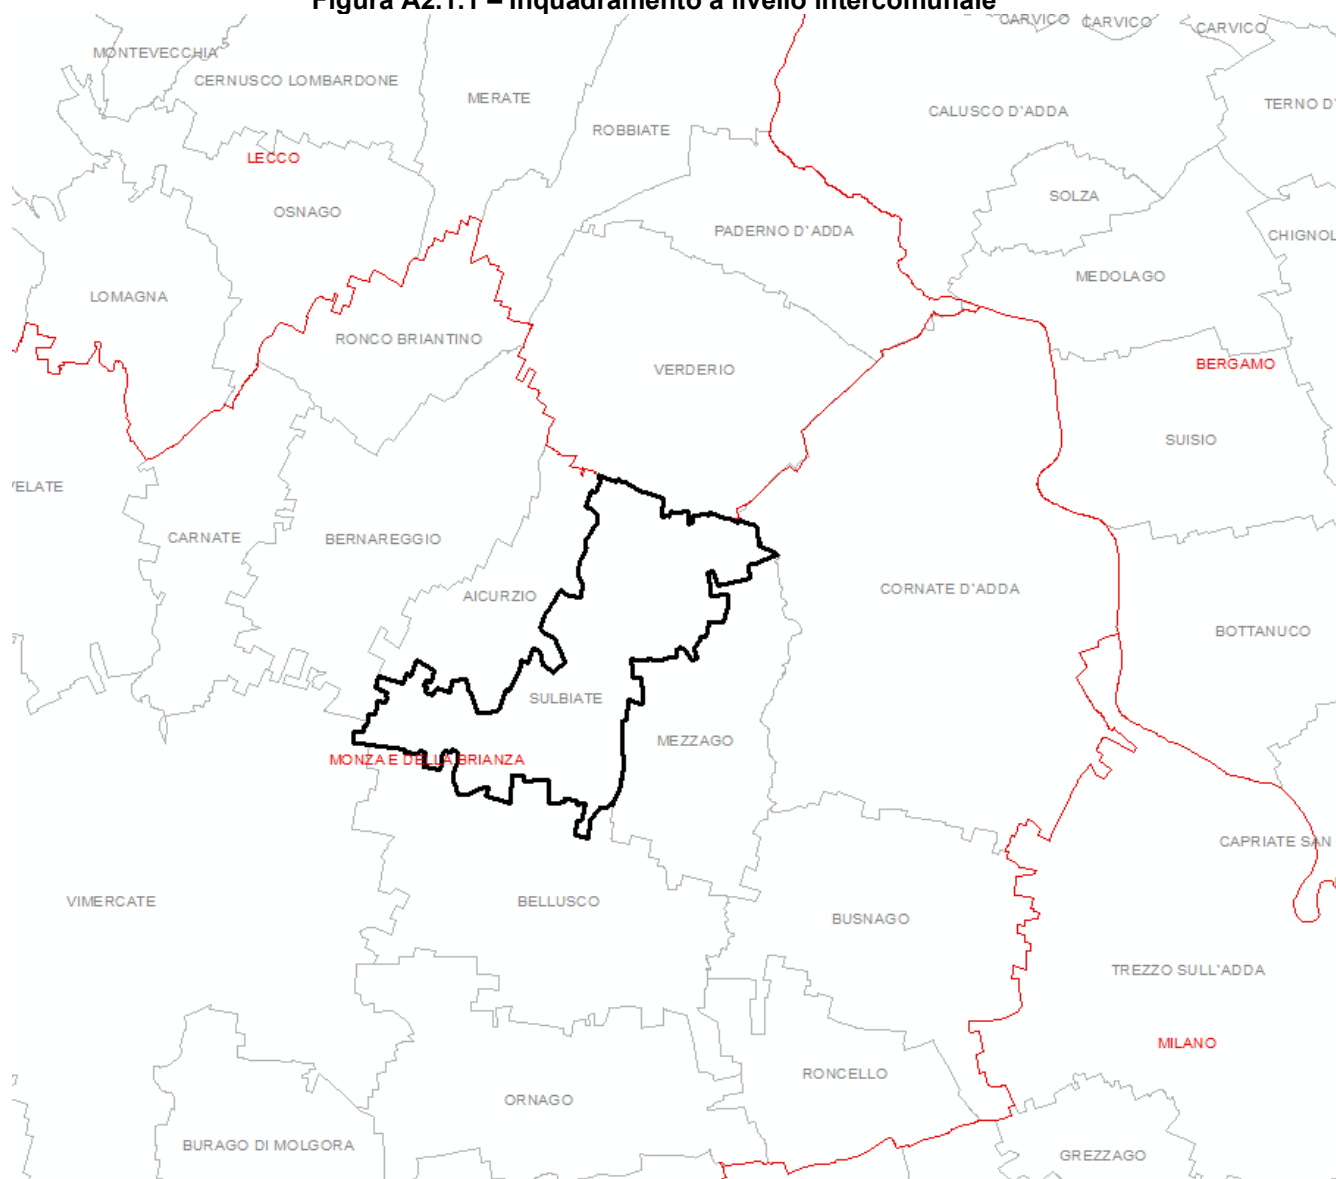 Figura A2.1.1 – Inquadramento a livello intercomunale
CARVICO
CARVICO
CARVICO
MONTEVECCHIA
CERNUSCO LOMBARDONE
MERATE
CALUSCO D'ADDA
TERNO D'
ROBBIATE
LECCO
SOLZA
OSNAGO
PADERNO D'ADDA
CHIGNOL
MEDOLAGO
LOMAGNA
RONCO BRIANTINO
VERDERIO
BERGAMO
SUISIO
VELATE
CARNATE
BERNAREGGIO
AICURZIO
CORNATE D'ADDA
BOTTANUCO
SULBIATE
MEZZAGO
MONZA E DELLA BRIANZA
CAPRIATE SAN
VIMERCATE
BELLUSCO
BUSNAGO
TREZZO SULL'ADDA
MILANO
RONCELLO
ORNAGO
BURAGO DI MOLGORA
GREZZAGO